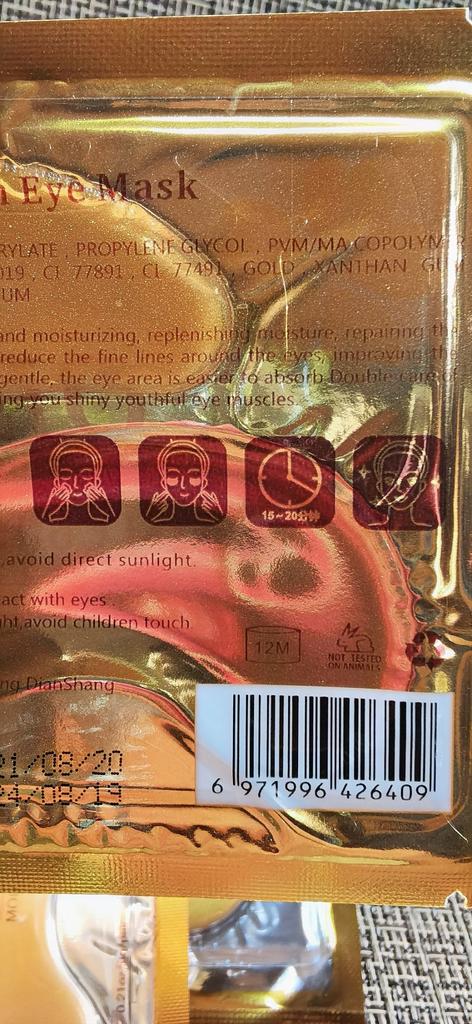 Eye Mask
RYLATE , PROPYLENE GLYCOL , PVM/MA COPOLYM R
019 , CI 77891 , CI 77491 , GOLD , XANTHAN GUM
UM
and moisturizing, replenishing moisture, repairing the
reduce the fine lines around the eyes, improving the
gentle, the eye area is easier to absorb.Double care of
ing you shiny youthful eye muscles.
15~20分钟
,avoid direct sunlight.
act with eyes .
ht,avoid children touch.
12M
NOT TESTED
ON ANIMALS
ng DianShang
21/08/20
24/08/19
6 971996 426409